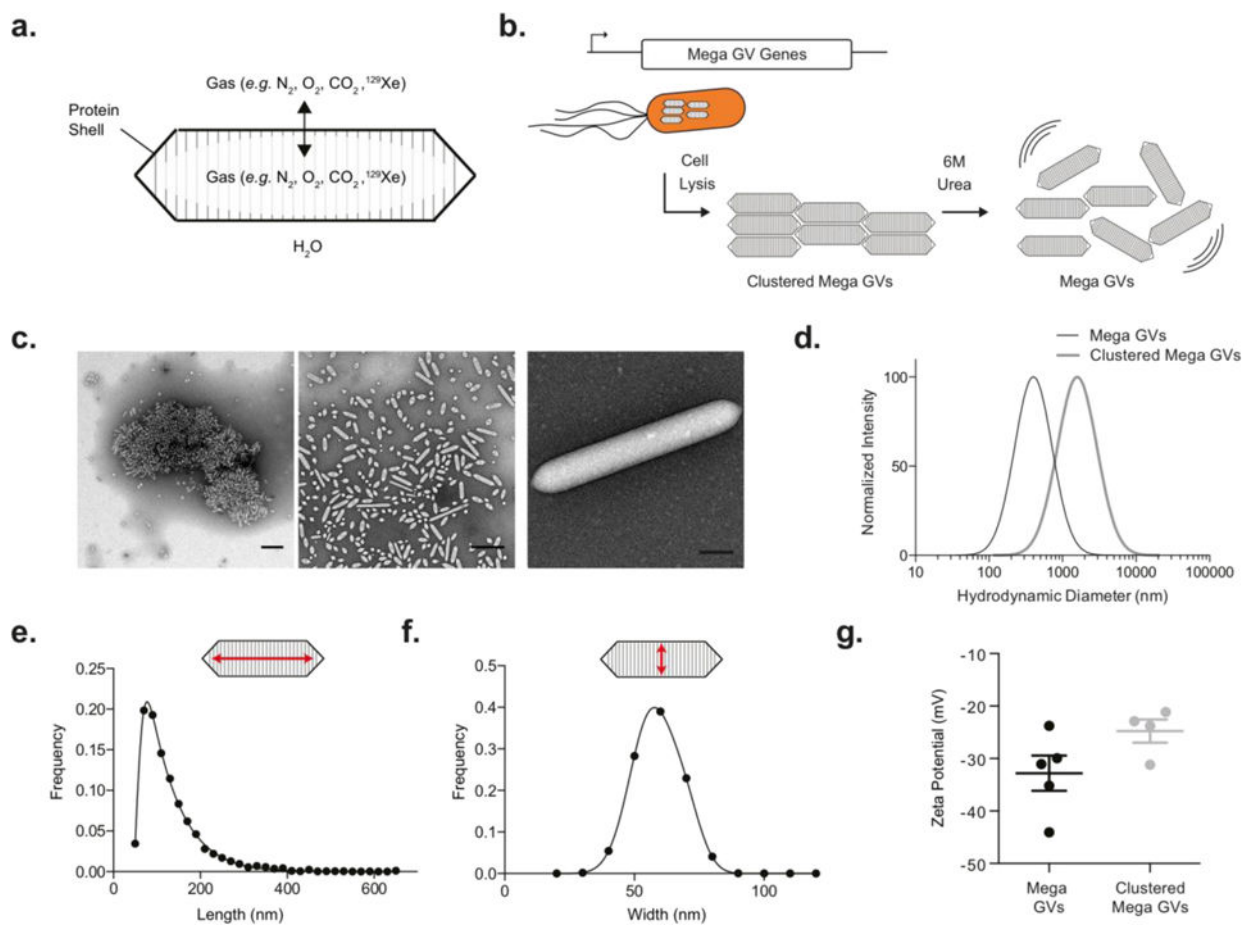 a.
Gas (e.g. N2, O2, CO2, 129Xe)
Protein
Shell
Gas (e.g. N2, O2, CO2, 129Xe)
H2O
b.
Mega GV Genes
Cell
Lysis
6M
Urea
Clustered Mega GVs
Mega GVs
c.
d.
Mega GVs
Clustered Mega GVs
Normalized Intensity
100
50
0
10
100
1000
10000
100000
Hydrodynamic Diameter (nm)
e.
Frequency
0.25
0.20
0.15
0.10
0.05
0.00
0
200
400
600
Length (nm)
f.
Frequency
0.5
0.4
0.3
0.2
0.1
0.0
0
50
100
Width (nm)
g.
Zeta Potential (mV)
-10
-20
-30
-40
-50
Mega
GVs
Clustered
Mega GVs